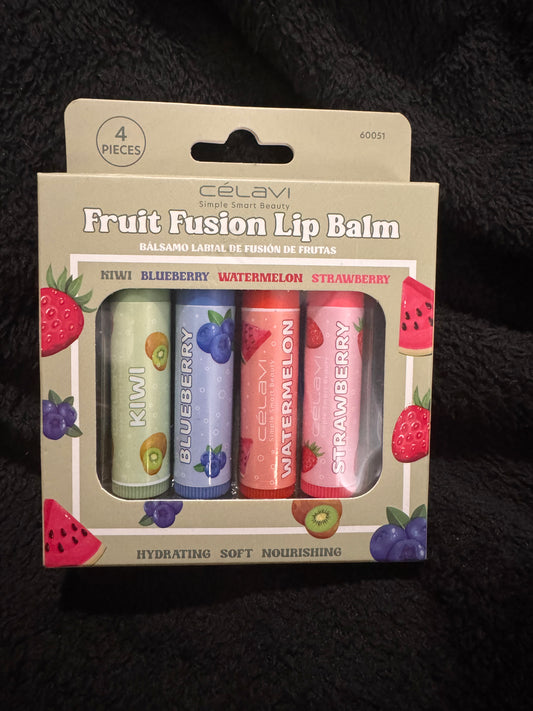 4
PIECES
60051
CÉLAVI
Simple Smart Beauty
Fruit Fusion Lip Balm
BÁLSAMO LABIAL DE FUSIÓN DE FRUTAS
KIWI BLUEBERRY WATERMELON STRAWBERRY
KIWI
BLUEBERRY
CÉLAVI
Simple Smart Beauty
WATERMELON
CÉLAVI
Simple Smart Beauty
STRAWBERRY
HYDRATING SOFT NOURISHING